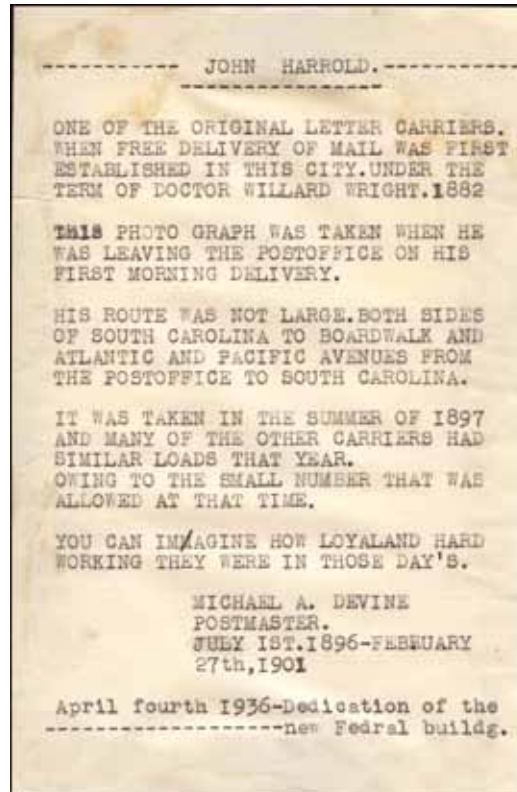 ----------- JOHN HARROLD.-----------
----------------
ONE OF THE ORIGINAL LETTER CARRIERS.
WHEN FREE DELIVERY OF MAIL WAS FIRST
ESTABLISHED IN THIS CITY.UNDER THE
TERM OF DOCTOR WILLARD WRIGHT.1882
This PHOTO GRAPH WAS TAKEN WHEN HE
WAS LEAVING THE POSTOFFICE ON HIS
FIRST MORNING DELIVERY.
HIS ROUTE WAS NOT LARGE.BOTH SIDES
OF SOUTH CAROLINA TO BOARDWALK AND
ATLANTIC AND PACIFIC AVENUES FROM
THE POSTOFFICE TO SOUTH CAROLINA.
IT WAS TAKEN IN THE SUMMER OF I897
AND MANY OF THE OTHER CARRIERS HAD
SIMILAR LOADS THAT YEAR.
OWING TO THE SMALL NUMBER THAT WAS
ALLOWED AT THAT TIME.
YOU CAN IM/AGINE HOW LOYALAND HARD
WORKING THEY WERE IN THOSE DAY'S.
MICHAEL A. DEVINE
POSTMASTER.
JULY IST.I896-FEBRUARY
27th,I901
April fourth I936-Dedication of the
-------------------new Fedral buildg.